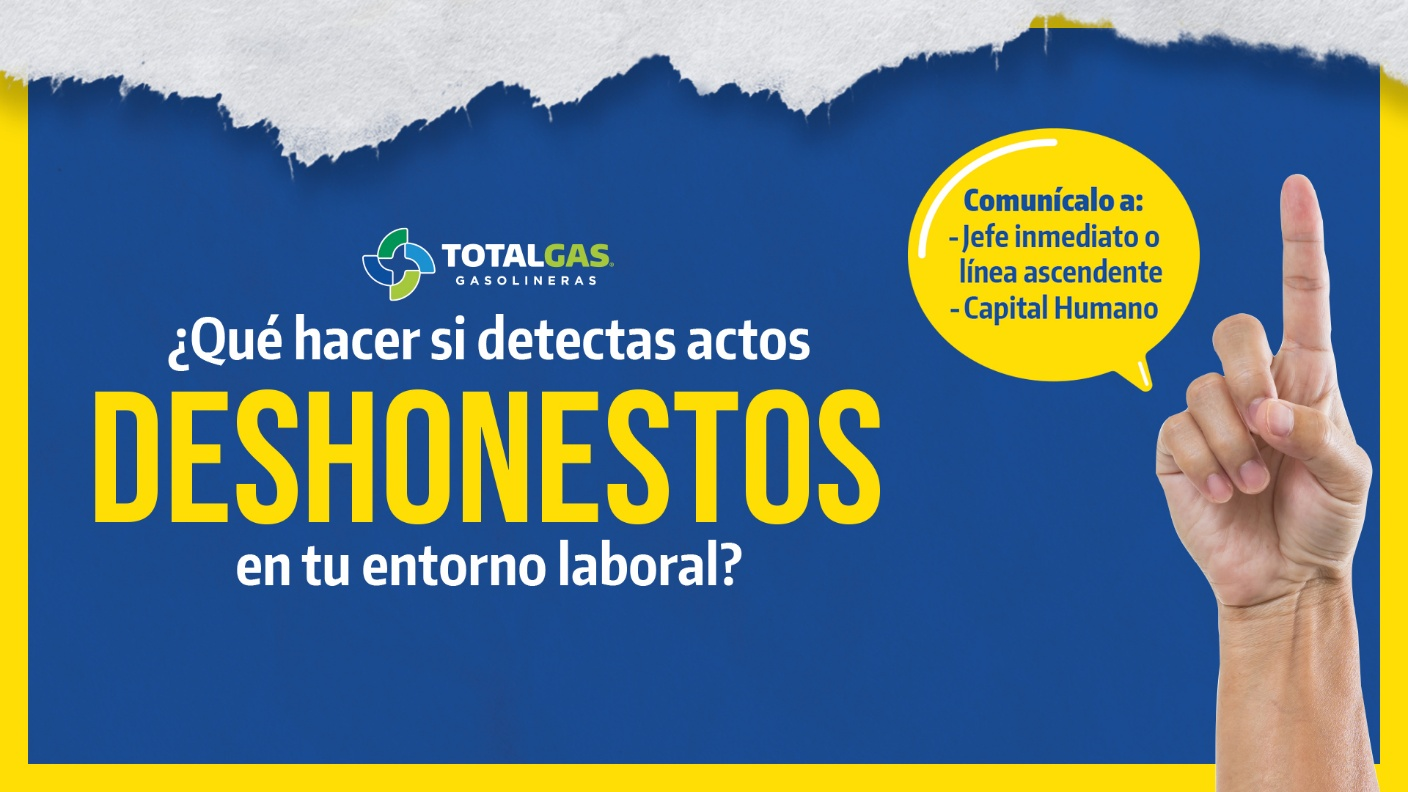 TOTALGAS
GASOLINERAS
¿Qué hacer si detectas actos
DESHONESTOS
en tu entorno laboral?
Comunícalo a:
-Jefe inmediato o
línea ascendente
-Capital Humano